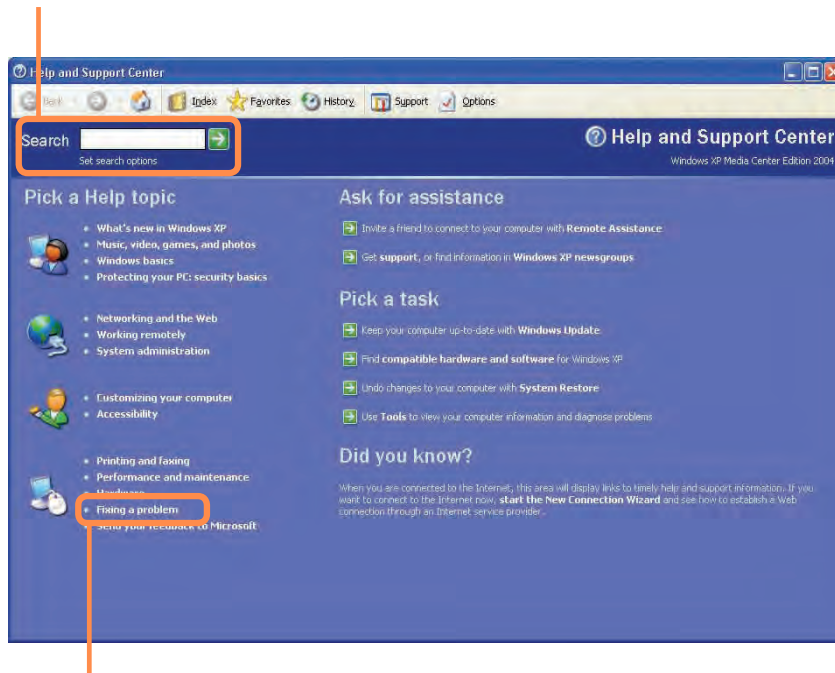 Help and Support Center
Back Index Favorites History Support Options
Search
Set search options
Help and Support Center
Windows XP Media Center Edition 2004
Pick a Help topic
What's new in Windows XP
Music, video, games, and photos
Windows basics
Protecting your PC: security basics
Networking and the Web
Working remotely
System administration
Customizing your computer
Accessibility
Printing and faxing
Performance and maintenance
Hardware
Fixing a problem
Send your feedback to Microsoft
Ask for assistance
Invite a friend to connect to your computer with Remote Assistance
Get support, or find information in Windows XP newsgroups
Pick a task
Keep your computer up-to-date with Windows Update
Find compatible hardware and software for Windows XP
Undo changes to your computer with System Restore
Use Tools to view your computer information and diagnose problems
Did you know?
When you are connected to the Internet, this area will display links to timely help and support information. If you
want to connect to the Internet now, start the New Connection Wizard and see how to establish a Web
connection through an Internet service provider.